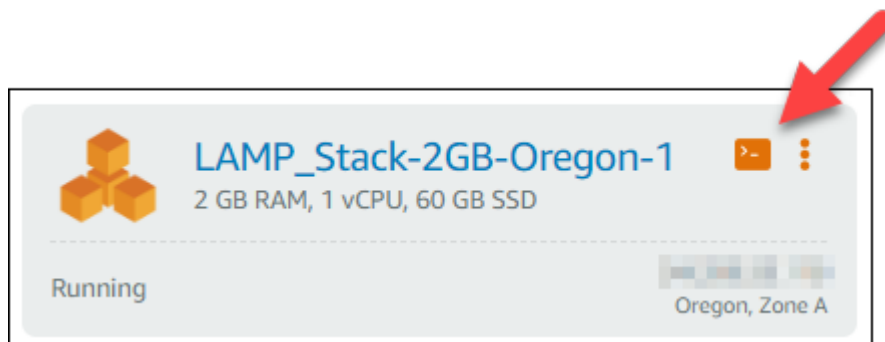 LAMP_Stack-2GB-Oregon-1
2 GB RAM, 1 vCPU, 60 GB SSD
Running
Oregon, Zone A